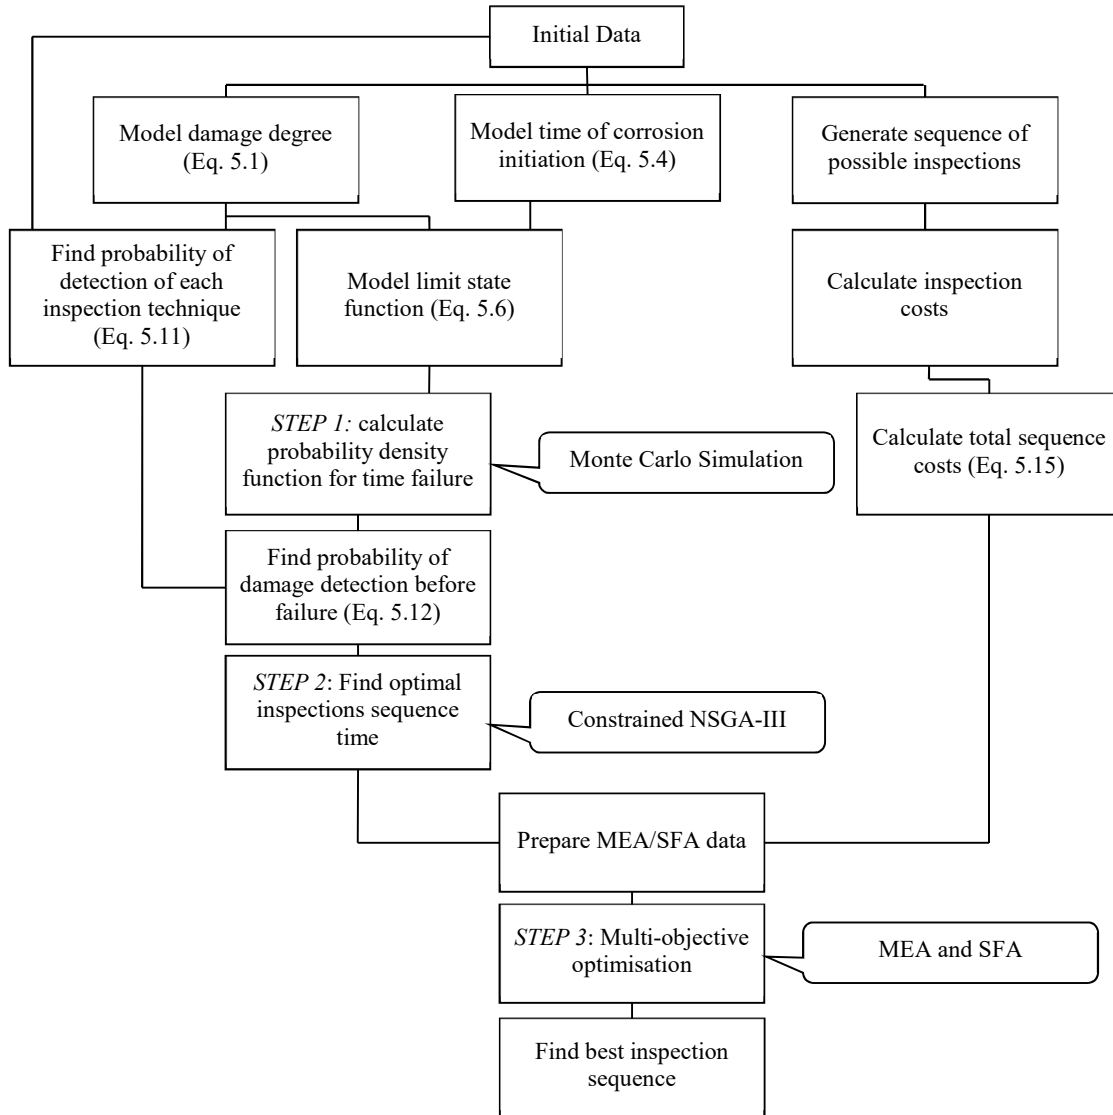 Initial Data
Model damage degree
(Eq. 5.1)
Model time of corrosion
initiation (Eq. 5.4)
Generate sequence of
possible inspections
Find probability of
detection of each
inspection technique
(Eq. 5.11)
Model limit state
function (Eq. 5.6)
Calculate inspection
costs
STEP 1: calculate
probability density
function for time failure
Monte Carlo Simulation
Calculate total sequence
costs (Eq. 5.15)
Find probability of
damage detection before
failure (Eq. 5.12)
STEP 2: Find optimal
inspections sequence
time
Constrained NSGA-III
Prepare MEA/SFA data
STEP 3: Multi-objective
optimisation
MEA and SFA
Find best inspection
sequence